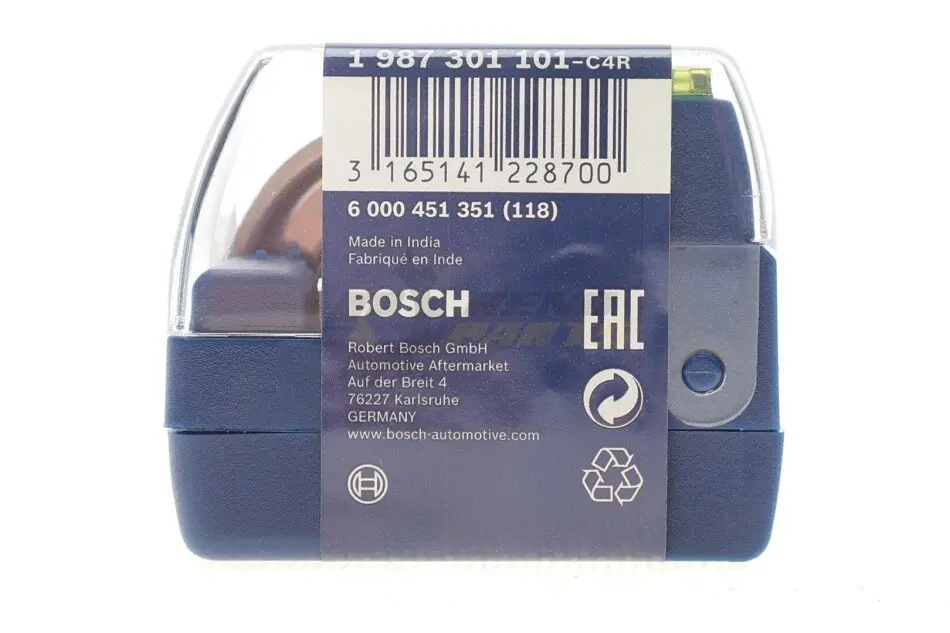 1 987 301 101-C4R
3 165141 228700
6 000 451 351 (118)
Made in India
Fabriqué en Inde
BOSCH
EAC
Robert Bosch GmbH
Automotive Aftermarket
Auf der Breit 4
76227 Karlsruhe
GERMANY
www.bosch-automotive.com